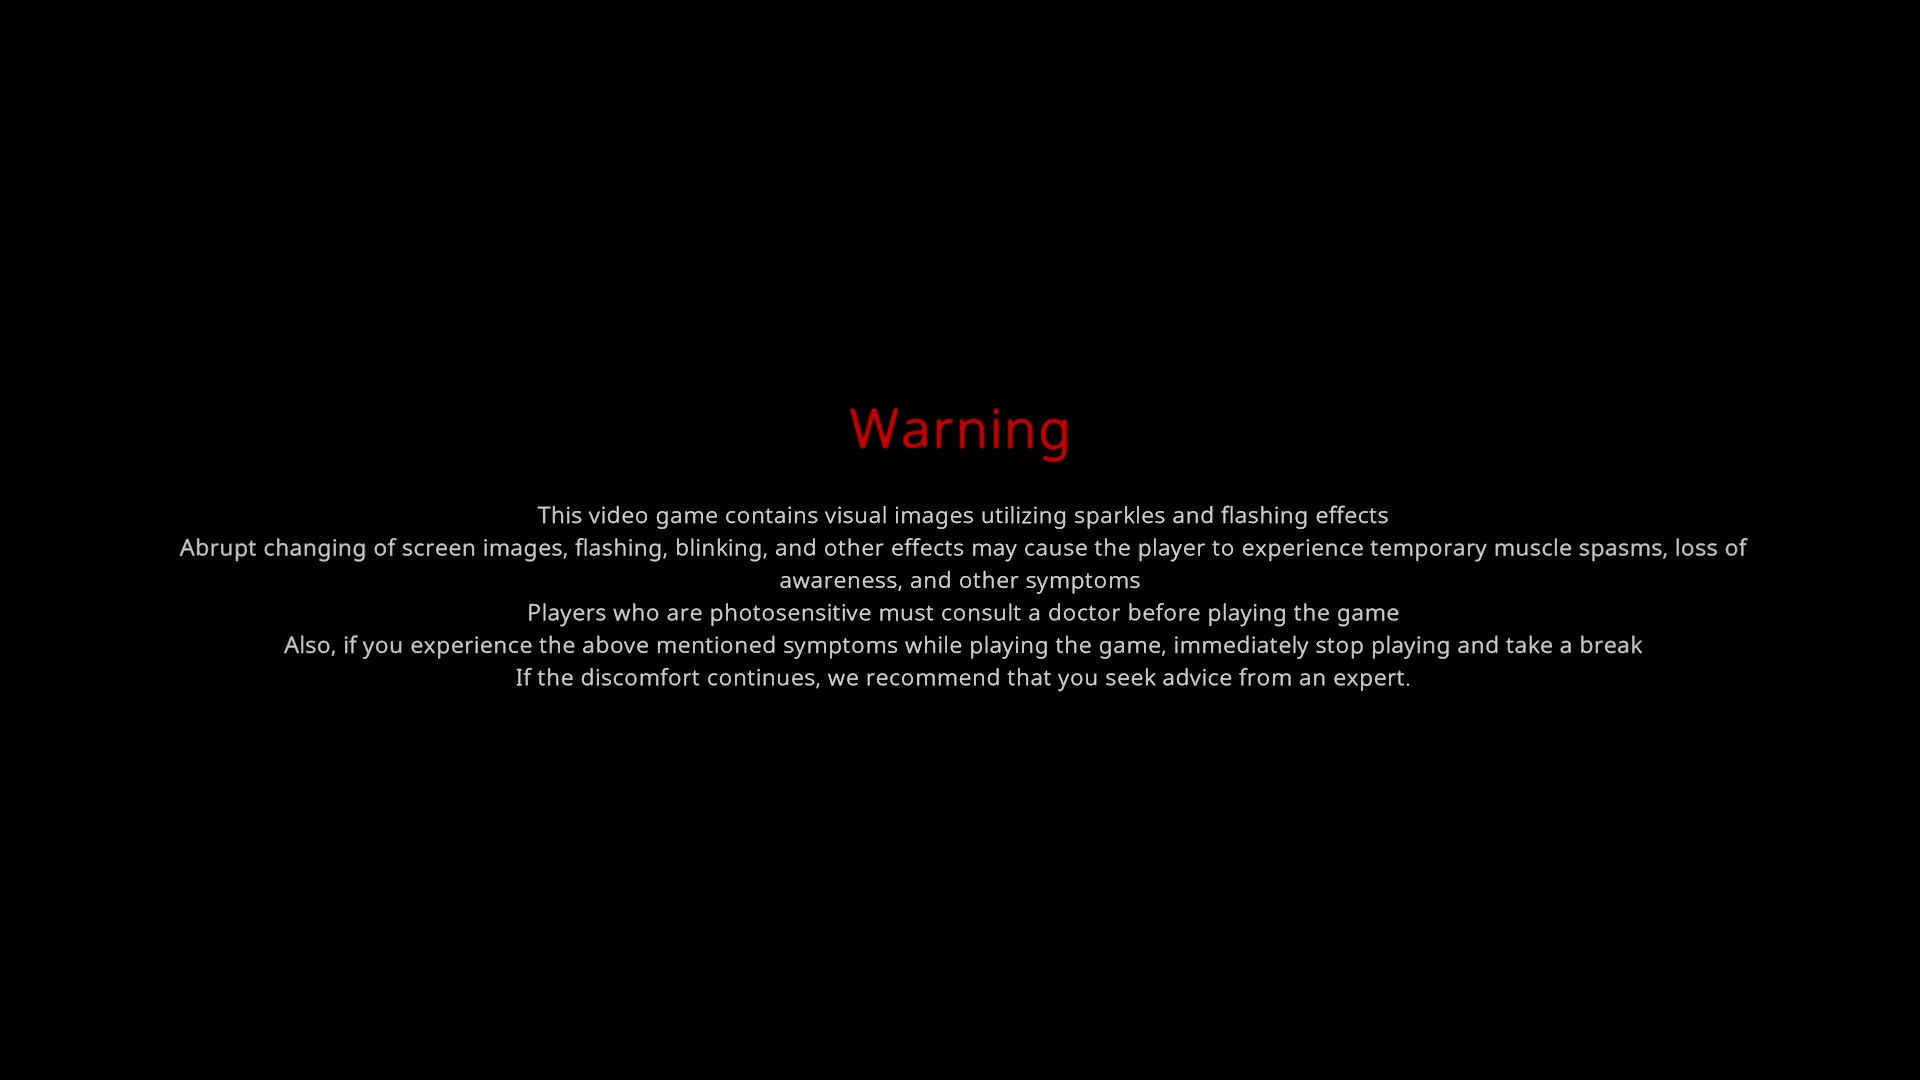 Warning
This video game contains visual images utilizing sparkles and flashing effects
Abrupt changing of screen images, flashing, blinking, and other effects may cause the player to experience temporary muscle spasms, loss of
awareness, and other symptoms
Players who are photosensitive must consult a doctor before playing the game
Also, if you experience the above mentioned symptoms while playing the game, immediately stop playing and take a break
If the discomfort continues, we recommend that you seek advice from an expert.